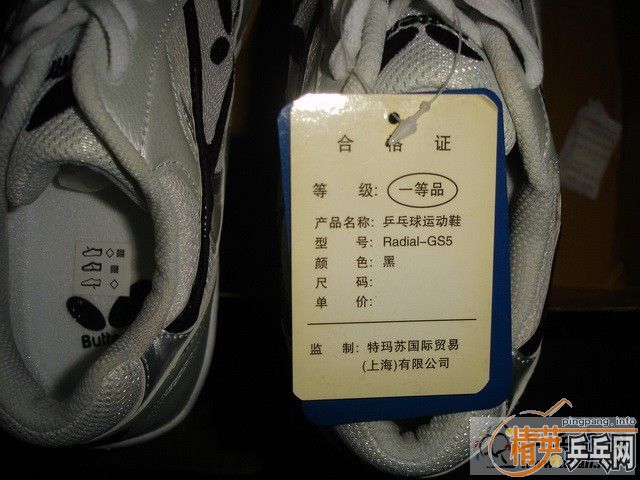 合 格 证
等 级: 一等品
产品名称: 乒乓球运动鞋
型 号: Radial-GS5
颜 色: 黑
尺 码:
单 价:
监 制: 特玛苏国际贸易
(上海)有限公司
Butt
pingpang.info
精英乒乓网